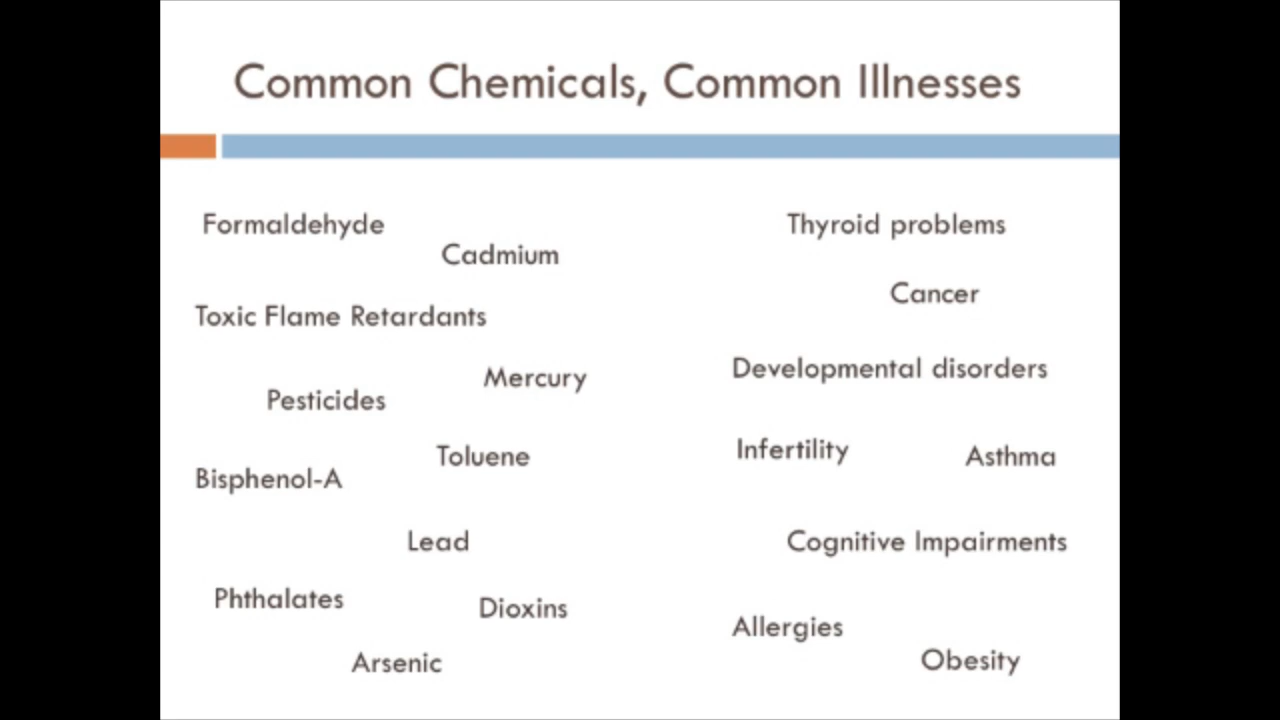 Common Chemicals, Common Illnesses
Formaldehyde
Cadmium
Toxic Flame Retardants
Mercury
Pesticides
Toluene
Bisphenol-A
Lead
Phthalates
Dioxins
Arsenic
Thyroid problems
Cancer
Developmental disorders
Infertility
Asthma
Cognitive Impairments
Allergies
Obesity